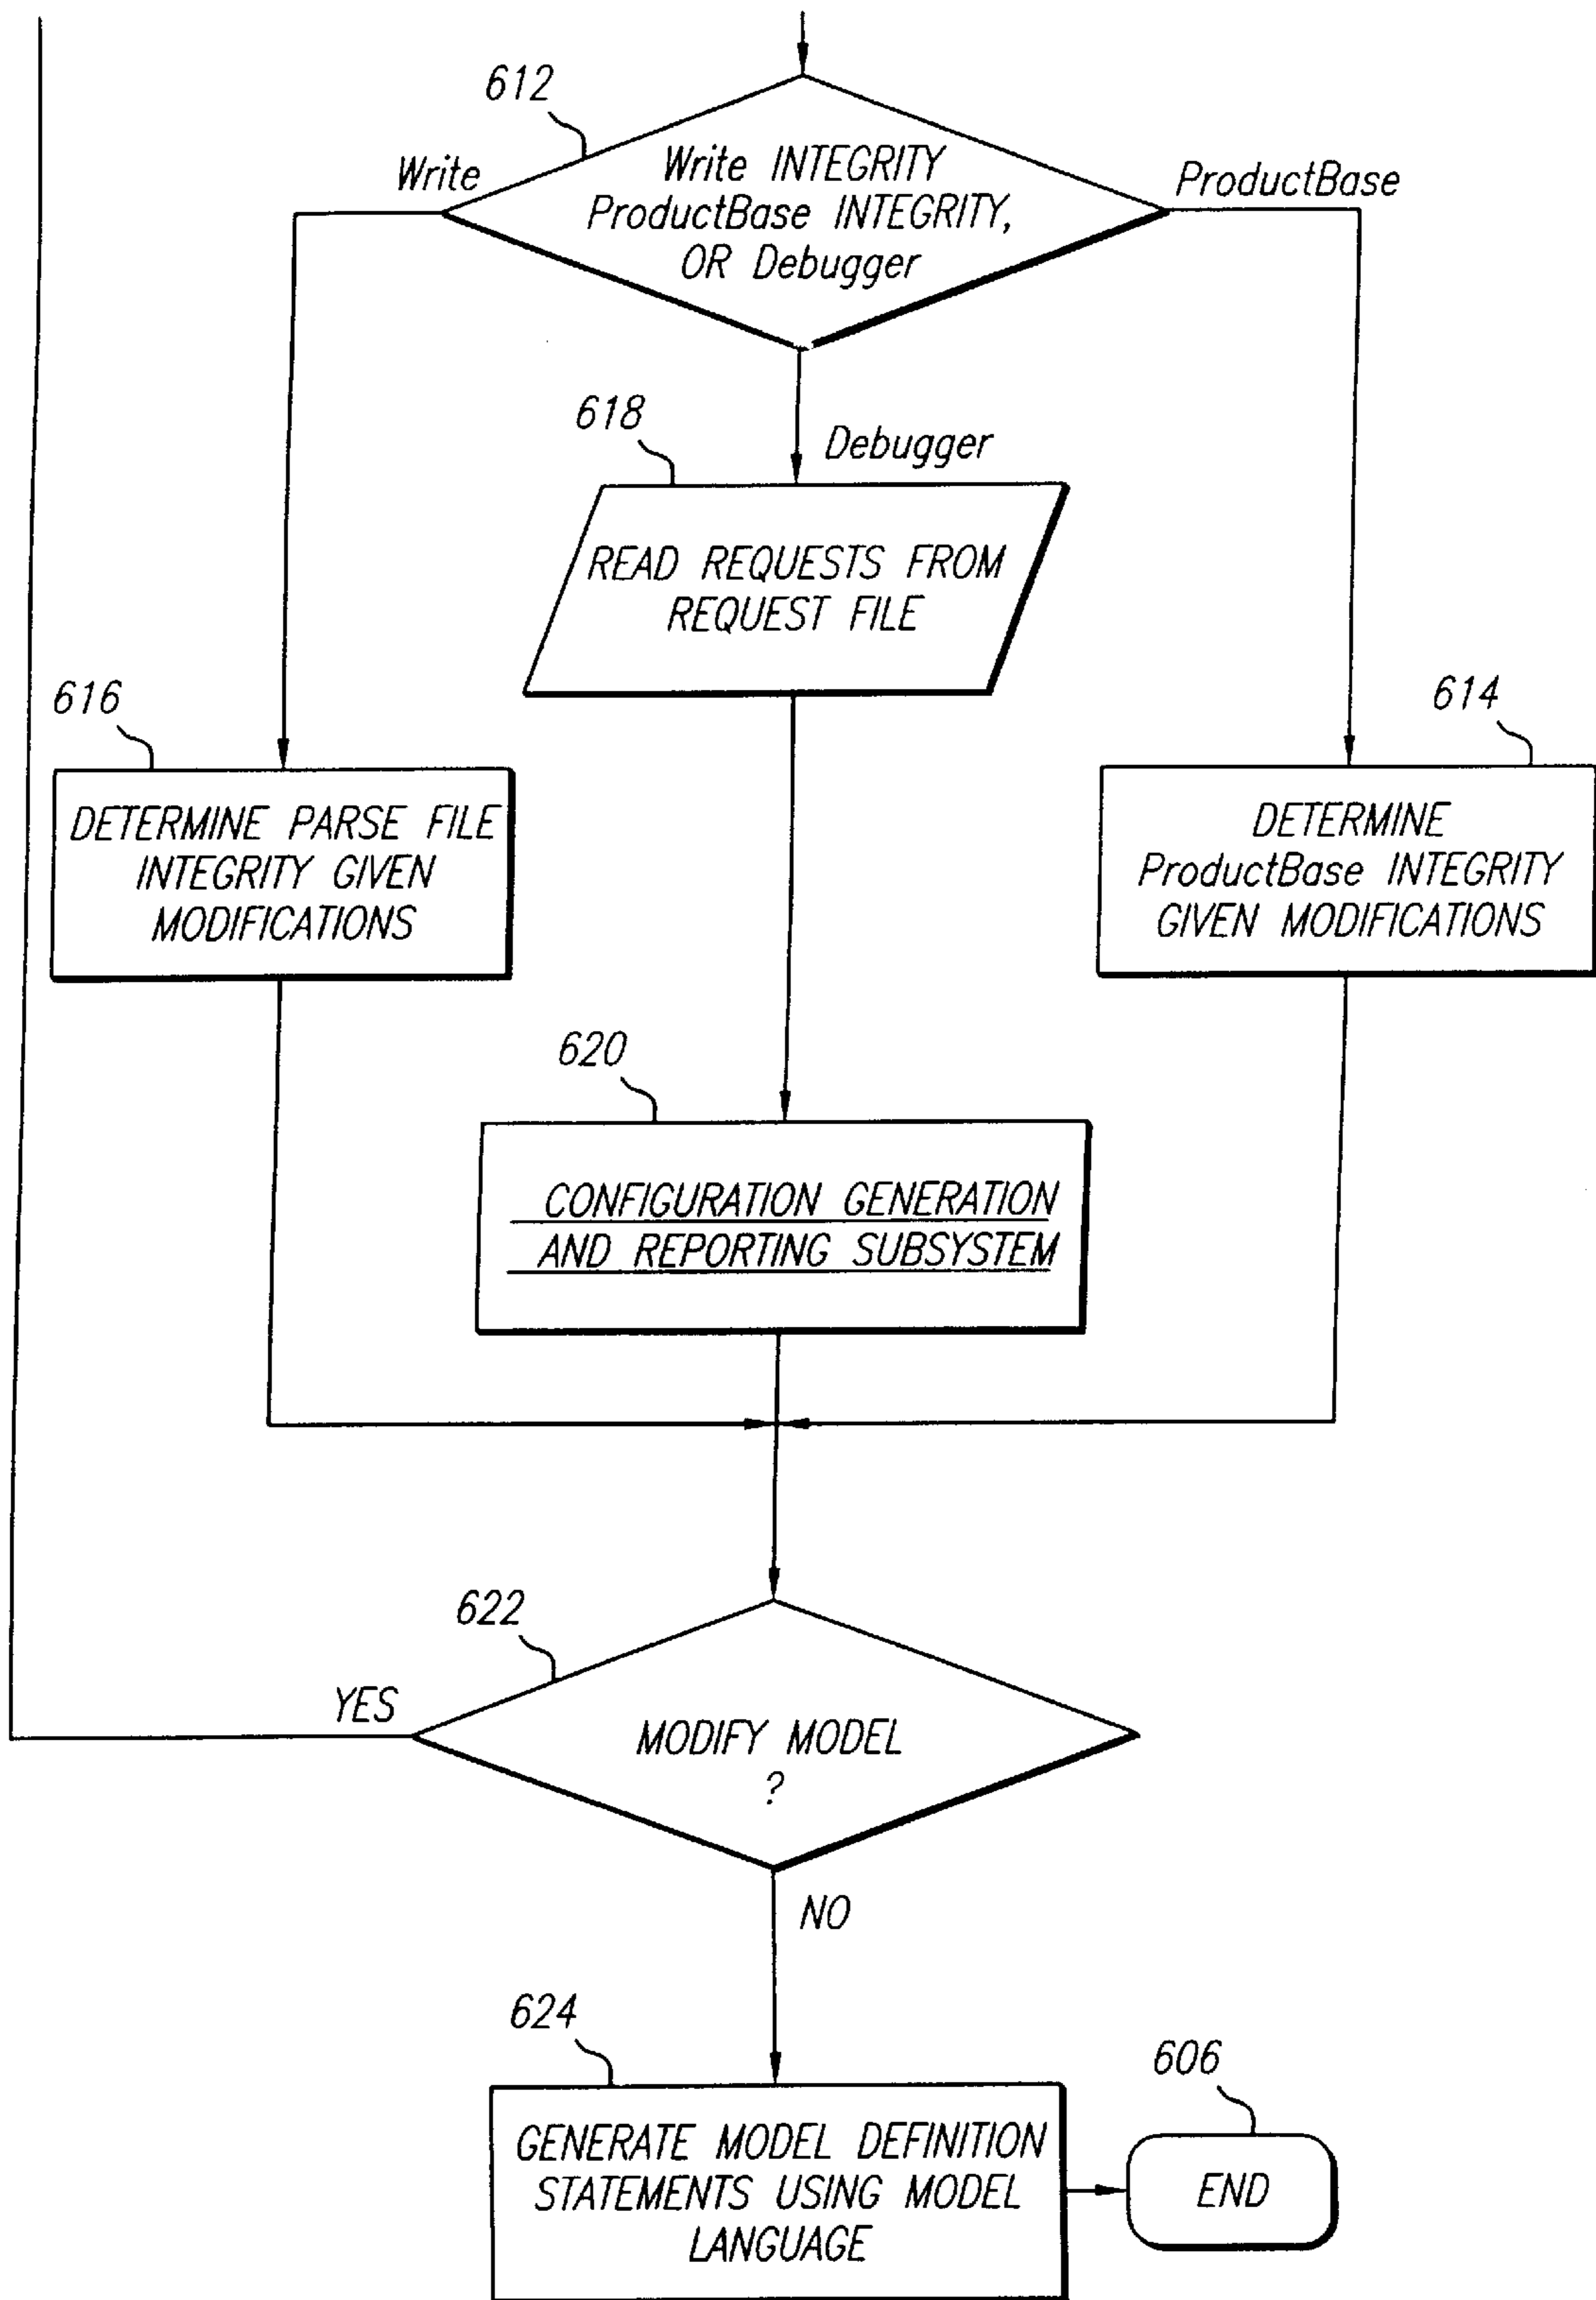 612
Write
Write INTEGRITY
ProductBase INTEGRITY,
OR Debugger
ProductBase
618
Debugger
READ REQUESTS FROM
REQUEST FILE
616
DETERMINE PARSE FILE
INTEGRITY GIVEN
MODIFICATIONS
614
DETERMINE
ProductBase INTEGRITY
GIVEN MODIFICATIONS
620
CONFIGURATION GENERATION
AND REPORTING SUBSYSTEM
622
YES
MODIFY MODEL
?
NO
624
GENERATE MODEL DEFINITION
STATEMENTS USING MODEL
LANGUAGE
606
END